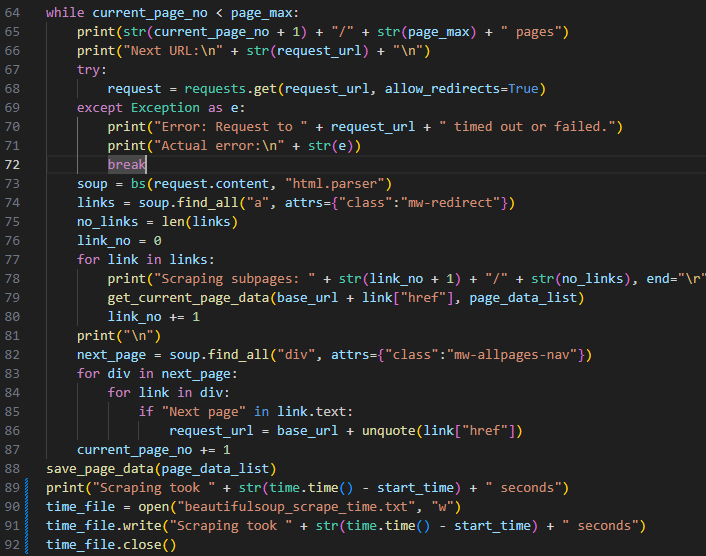 64 while current_page_no < page_max:
65     print(str(current_page_no + 1) + "/" + str(page_max) + " pages")
66     print("Next URL:\n" + str(request_url) + "\n")
67     try:
68         request = requests.get(request_url, allow_redirects=True)
69     except Exception as e:
70         print("Error: Request to " + request_url + " timed out or failed.")
71         print("Actual error:\n" + str(e))
72         break
73     soup = bs(request.content, "html.parser")
74     links = soup.find_all("a", attrs={"class":"mw-redirect"})
75     no_links = len(links)
76     link_no = 0
77     for link in links:
78         print("Scraping subpages: " + str(link_no + 1) + "/" + str(no_links), end="\r"
79         get_current_page_data(base_url + link["href"], page_data_list)
80         link_no += 1
81     print("\n")
82     next_page = soup.find_all("div", attrs={"class":"mw-allpages-nav"})
83     for div in next_page:
84         for link in div:
85             if "Next page" in link.text:
86                 request_url = base_url + unquote(link["href"])
87     current_page_no += 1
88 save_page_data(page_data_list)
89 print("Scraping took " + str(time.time() - start_time) + " seconds")
90 time_file = open("beautifulsoup_scrape_time.txt", "w")
91 time_file.write("Scraping took " + str(time.time() - start_time) + " seconds")
92 time_file.close()